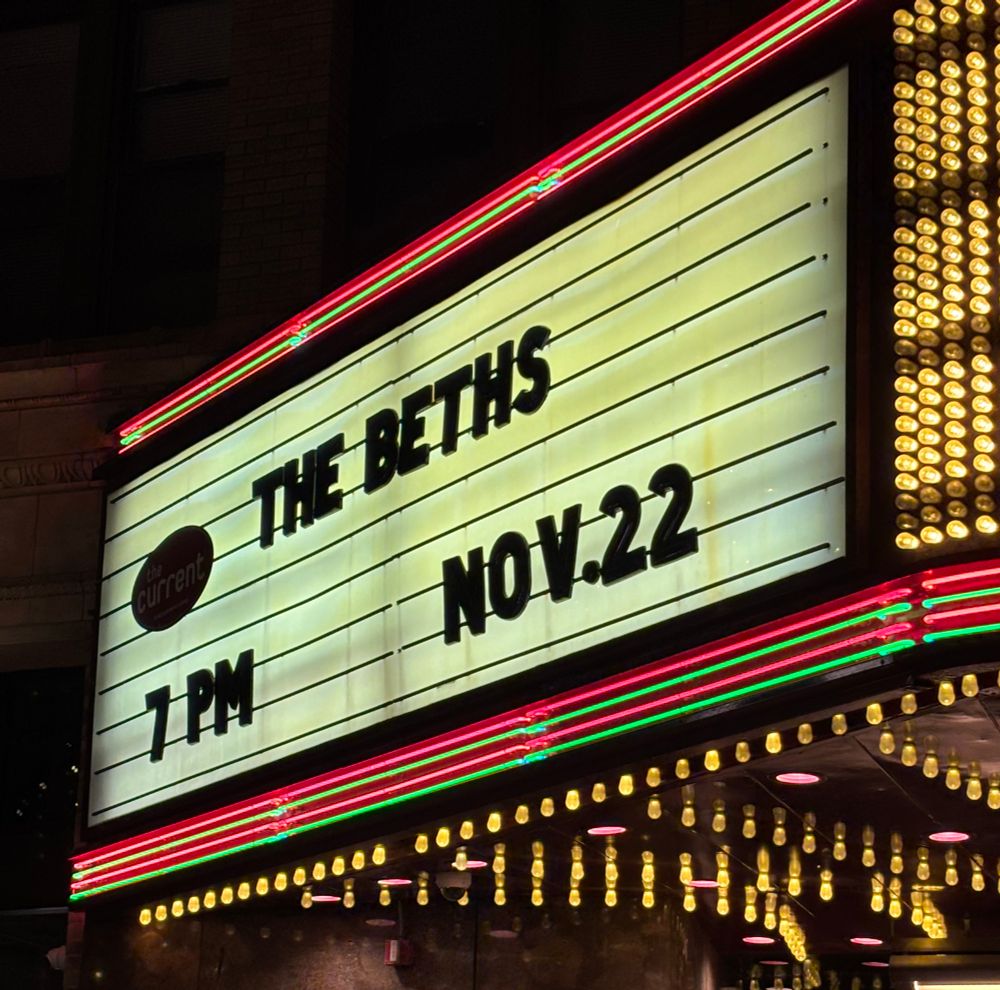 THE BETHS
the
current
7 PM
NOV.22